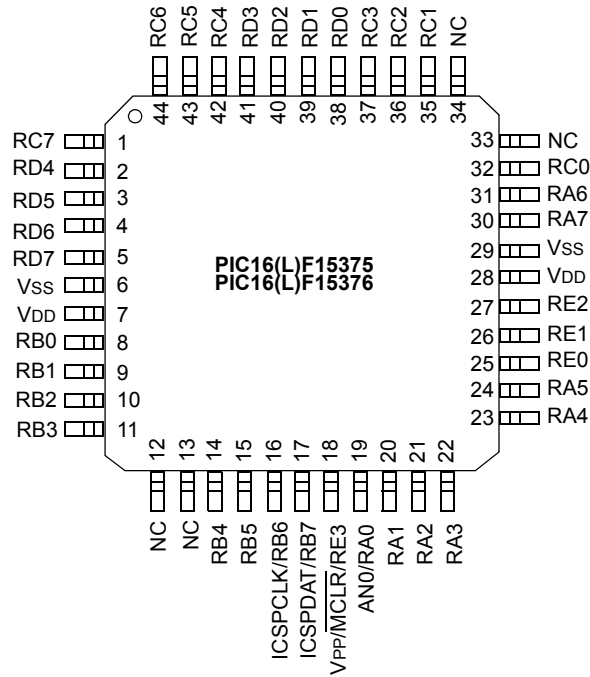 RC6
RC5
RC4
RD3
RD2
RD1
RD0
RC3
RC2
RC1
NC
44
43
42
41
40
39
38
37
36
35
34
RC7 1
RD4 2
RD5 3
RD6 4
RD7 5
VSS 6
VDD 7
RB0 8
RB1 9
RB2 10
RB3 11
PIC16(L)F15375
PIC16(L)F15376
33 NC
32 RC0
31 RA6
30 RA7
29 VSS
28 VDD
27 RE2
26 RE1
25 RE0
24 RA5
23 RA4
12
13
14
15
16
17
18
19
20
21
22
NC
NC
RB4
RB5
ICSPCLK/RB6
ICSPDAT/RB7
VPP/MCLR/RE3
AN0/RA0
RA1
RA2
RA3